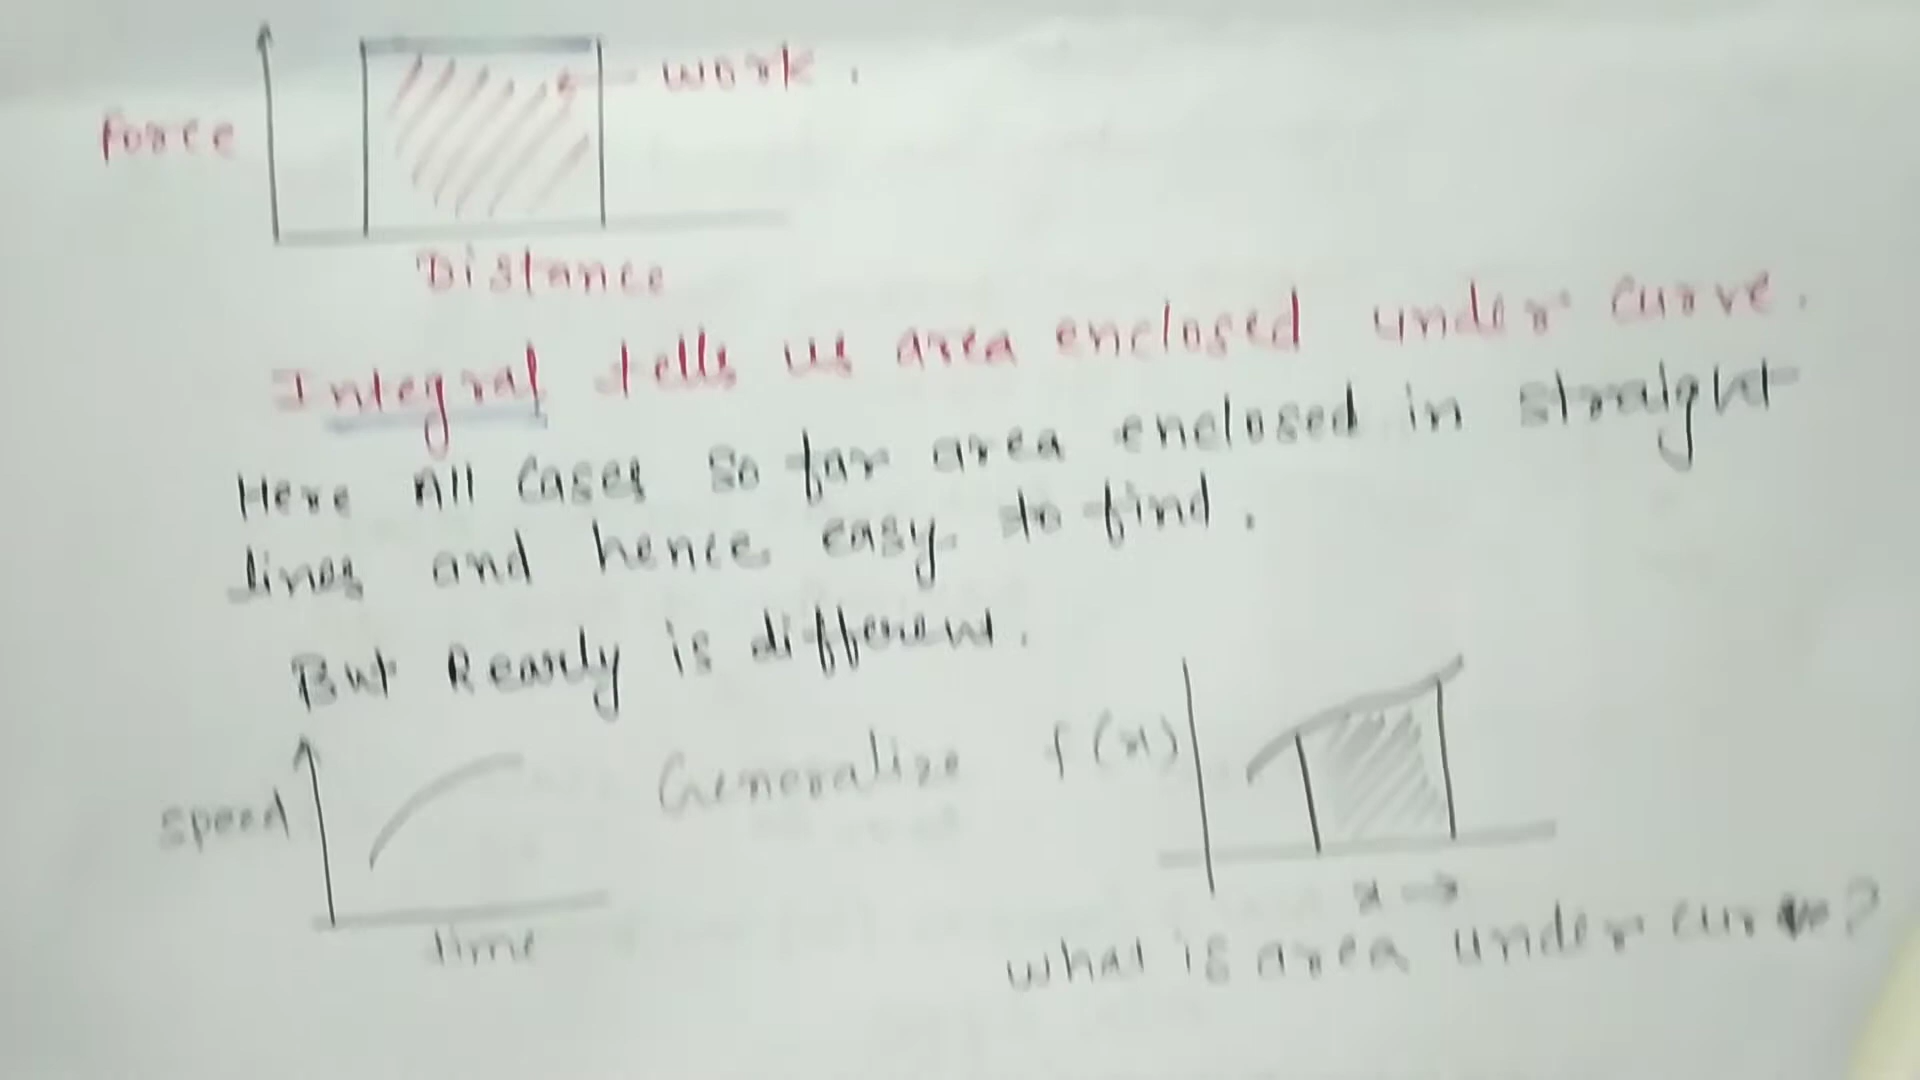 work.
Force
Distance
Integral tells us area enclosed under curve.
Here All Cases so far area enclosed in straight
lines and hence easy to find.
But is different.
Generalize f(x)
speed
x →
time
what is area under curve?